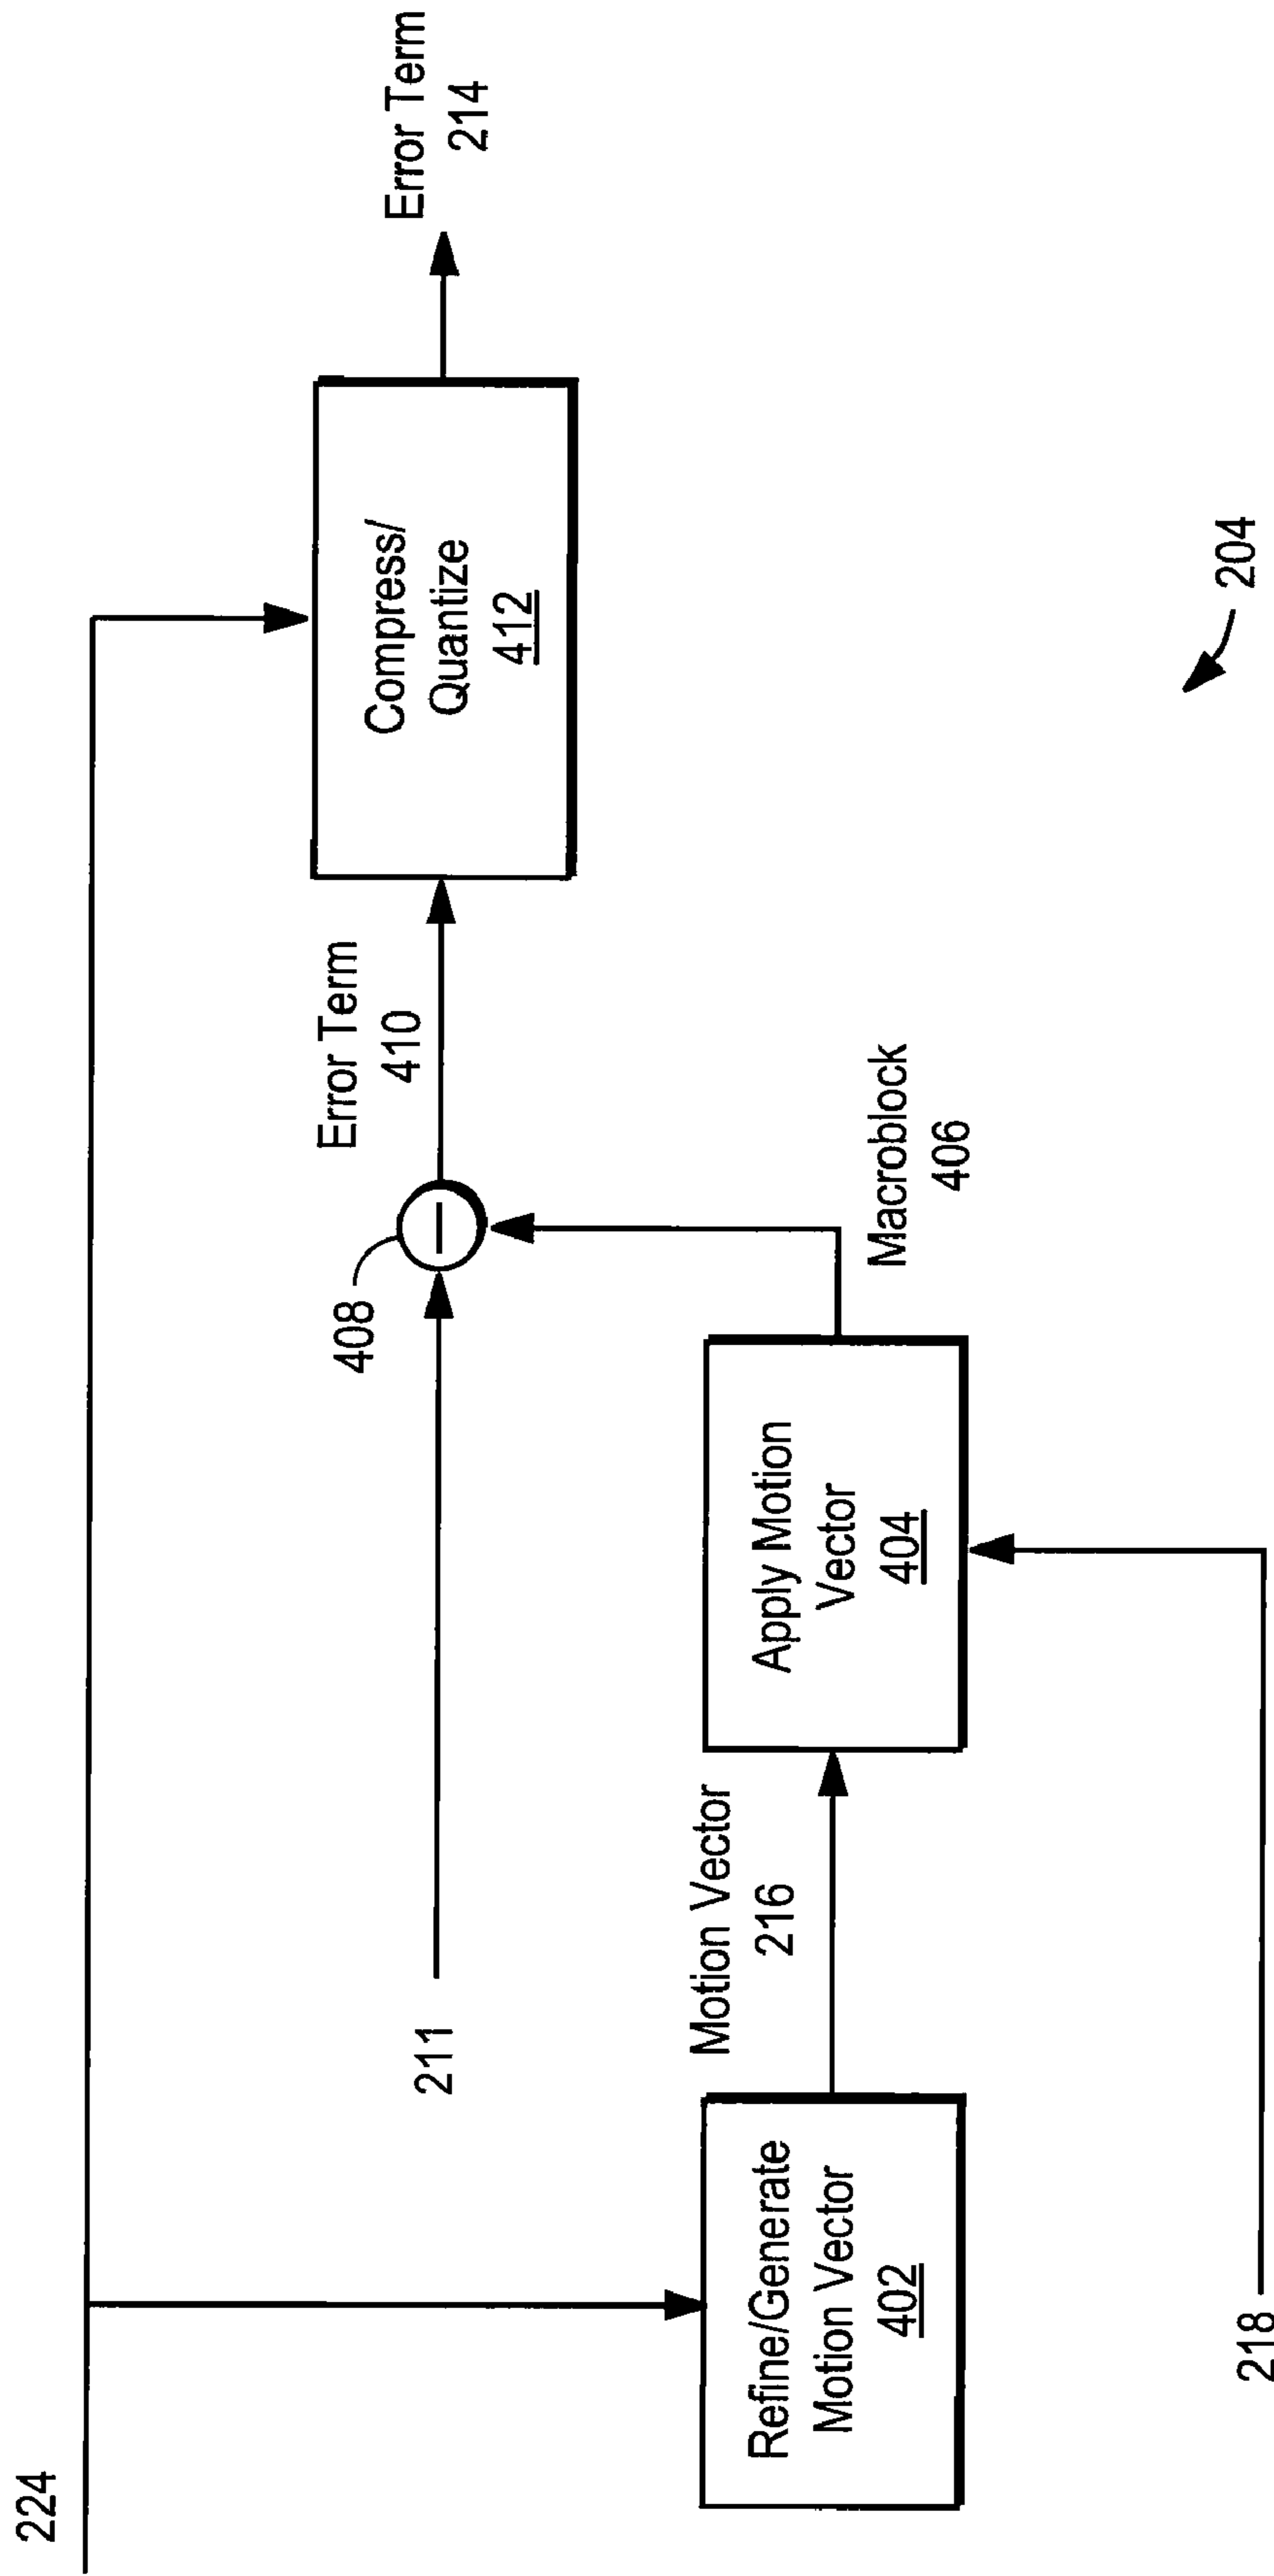 224
Error Term
214
Compress/
Quantize
412
Error Term
410
408
211
Macroblock
406
Motion Vector
216
Apply Motion
Vector
404
Refine/Generate
Motion Vector
402
218
204